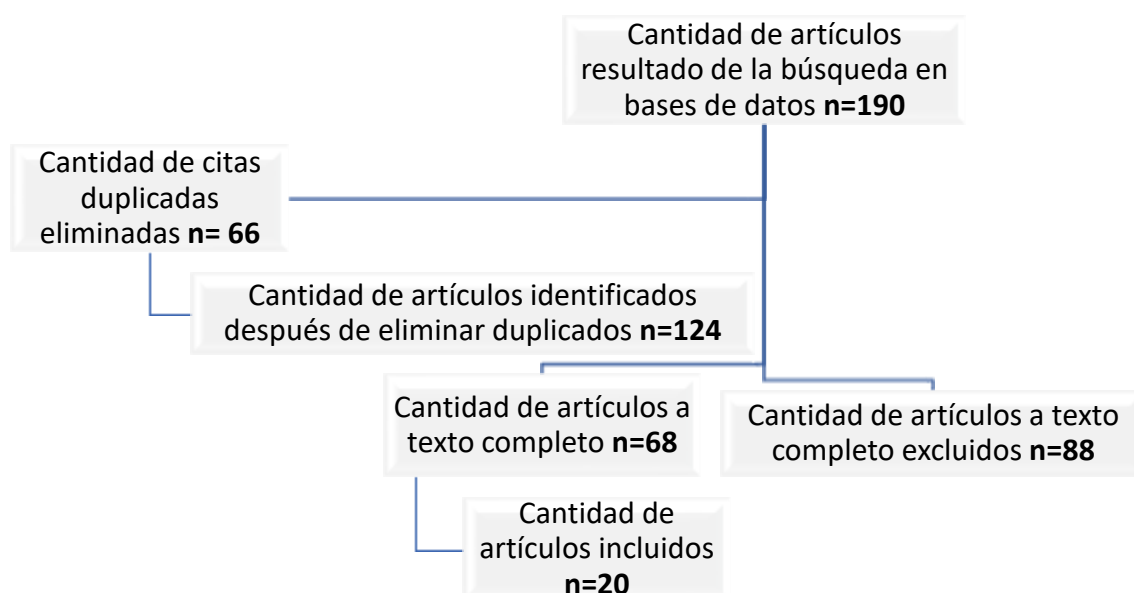 Cantidad de artículos
resultado de la búsqueda en
bases de datos n=190
Cantidad de citas
duplicadas
eliminadas n= 66
Cantidad de artículos identificados
después de eliminar duplicados n=124
Cantidad de artículos a
texto completo n=68
Cantidad de artículos a texto
completo excluidos n=88
Cantidad de
artículos incluidos
n=20